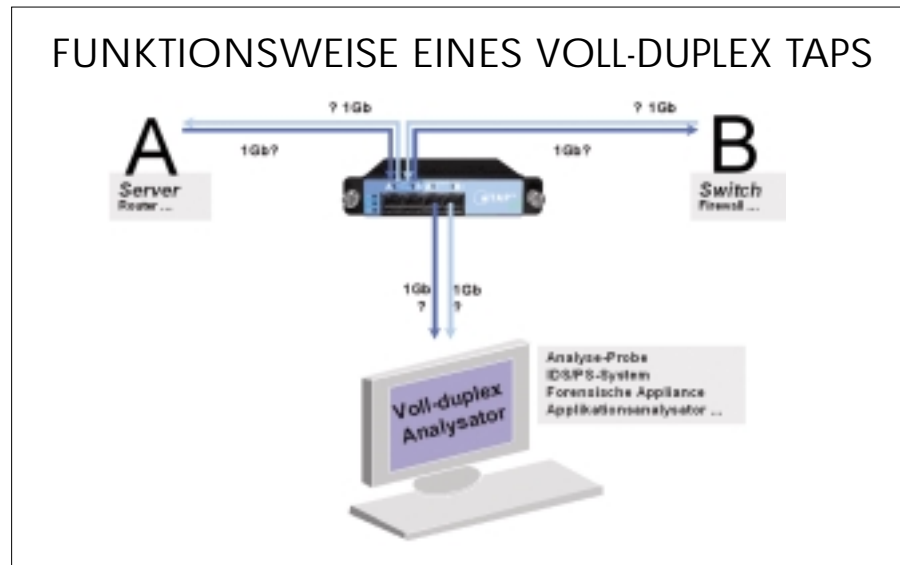 FUNKTIONSWEISE EINES VOLL-DUPLEX TAPS
? 1Gb
? 1Gb
A
B
1Gb?
1Gb?
Server
Router ...
Switch
Firewall ...
1Gb
1Gb
?
?
Analyse-Probe
IDS/PS-System
Forensische Appliance
Applikationsanalysator ...
Voll-duplex
Analysator